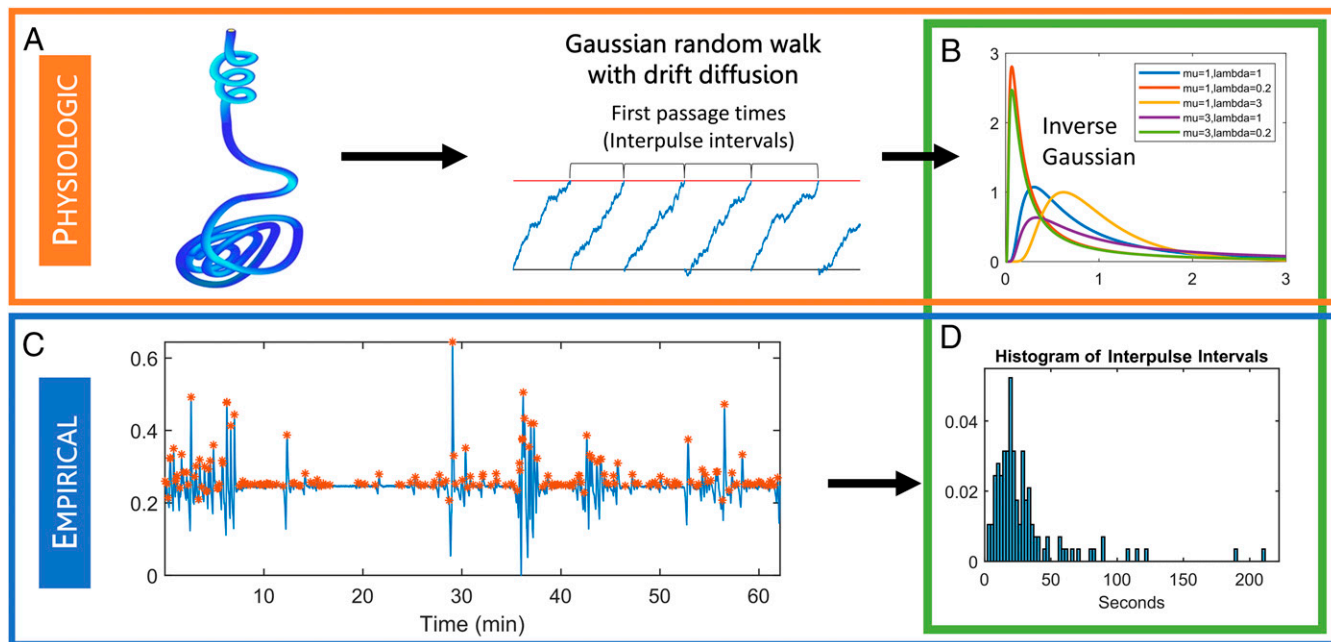 A
PHYSIOLOGIC
Gaussian random walk
with drift diffusion
First passage times
(Interpulse intervals)
B
3
2
1
0
0
1
2
3
mu=1,lambda=1
mu=1,lambda=0.2
mu=1,lambda=3
mu=3,lambda=1
mu=3,lambda=0.2
Inverse
Gaussian
C
EMPIRICAL
0.6
0.4
0.2
0
10
20
30
40
50
60
Time (min)
D
Histogram of Interpulse Intervals
0.04
0.02
0
0
50
100
150
200
Seconds